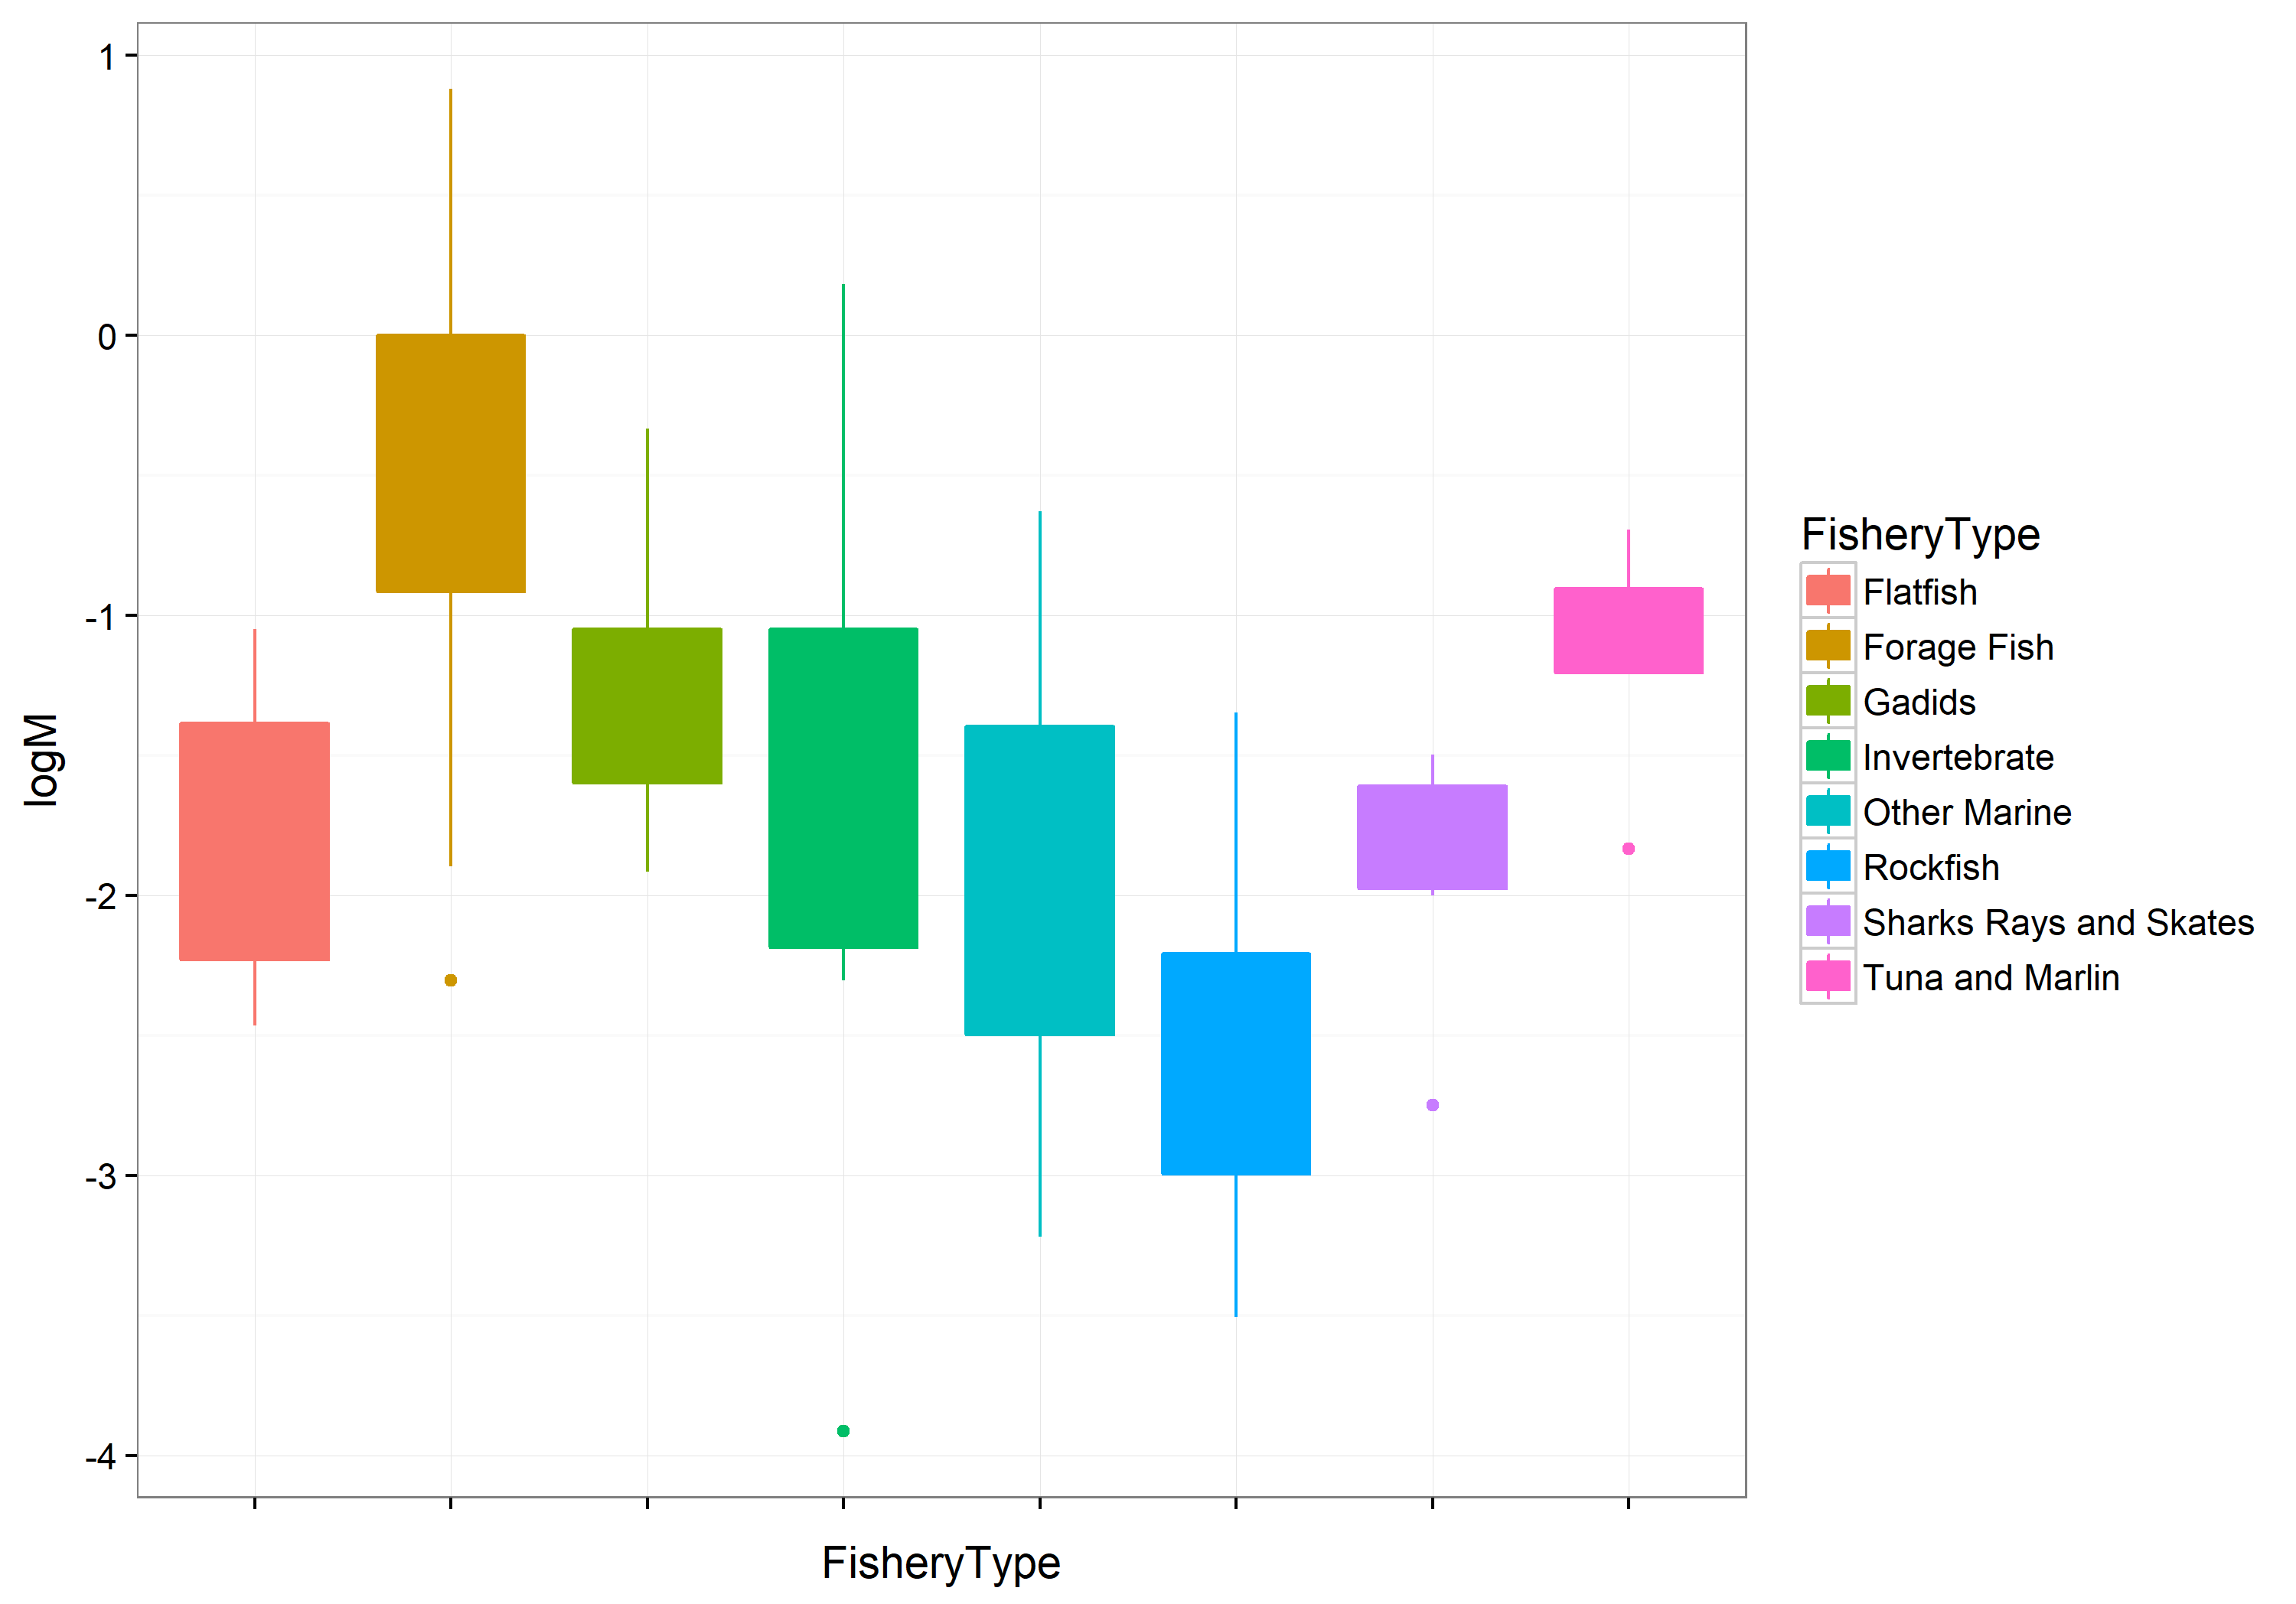 1
0
-1
-2
-3
-4
logM
FisheryType
FisheryType
Flatfish
Forage Fish
Gadids
Invertebrate
Other Marine
Rockfish
Sharks Rays and Skates
Tuna and Marlin